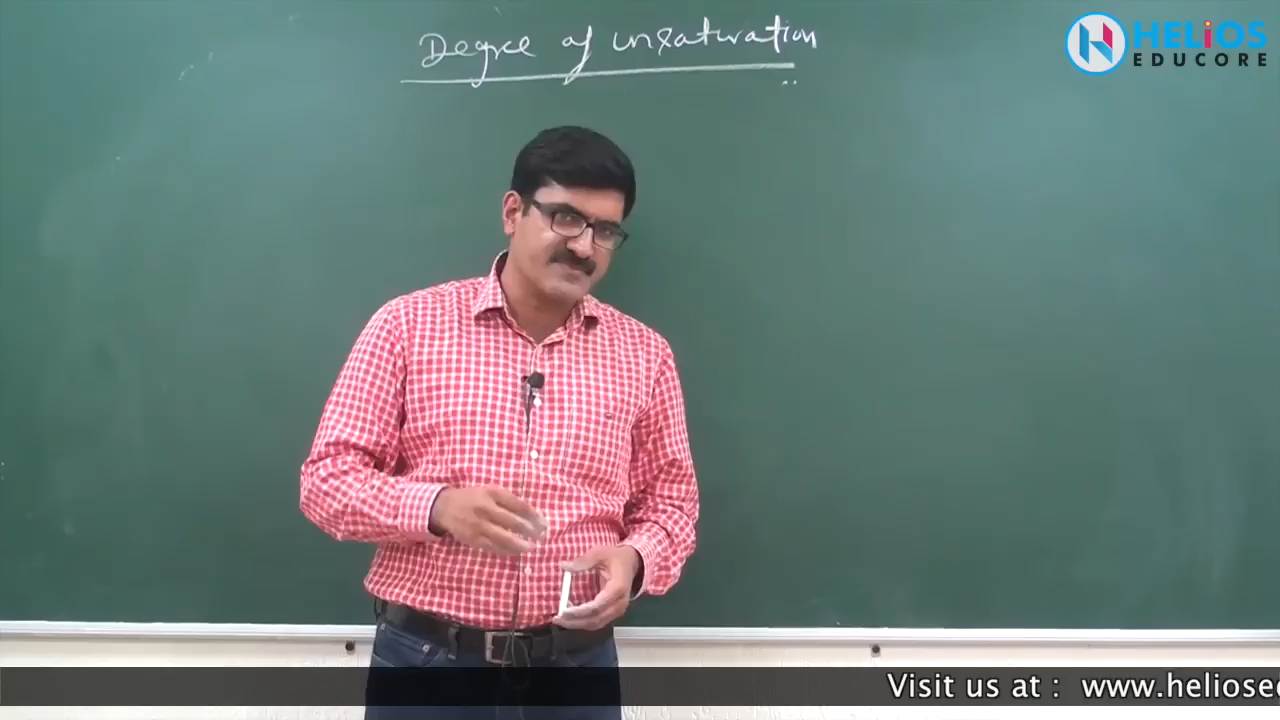 Degree of unsaturation
HELiOS
EDUCORE
Visit us at : www.heliose